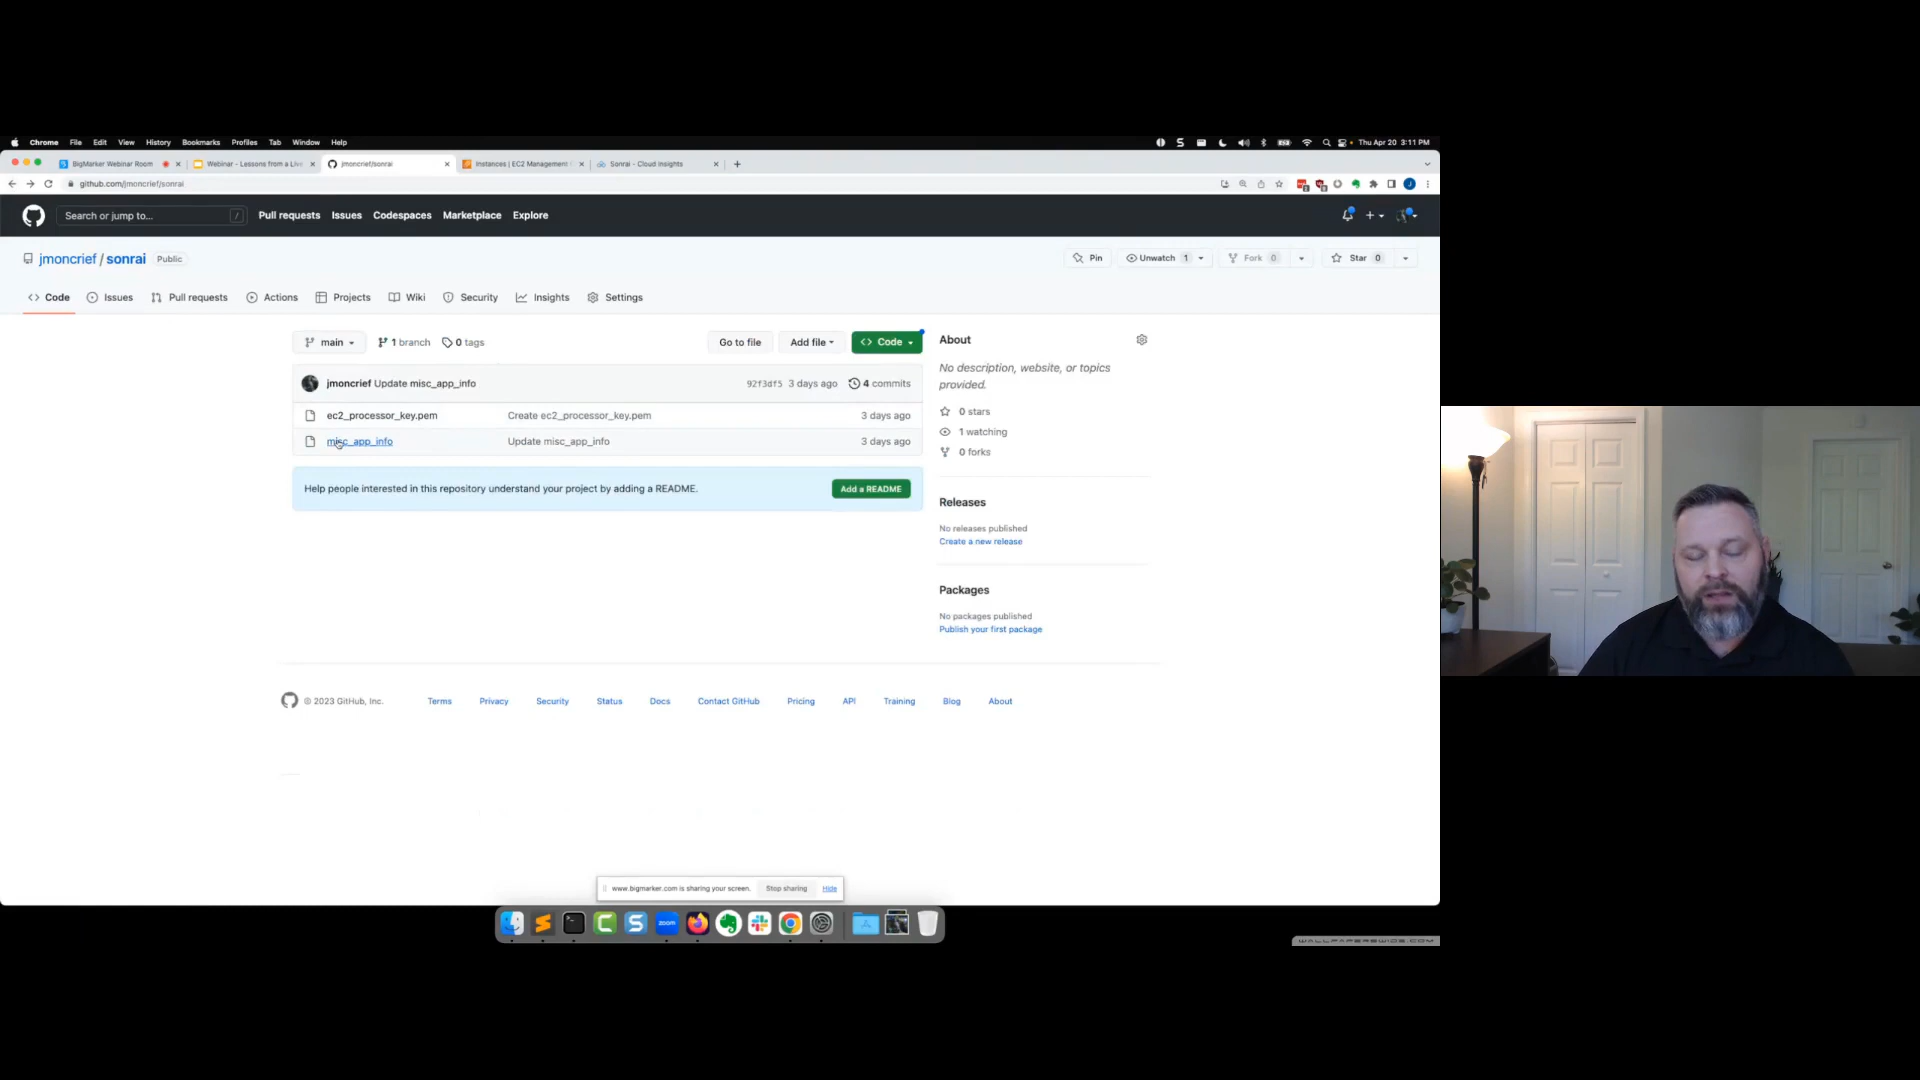 Chrome File Edit View History Bookmarks Profiles Tab Window Help Thu Apr 20 3:11 PM
BigMarker Webinar Room Webinar - Lessons from a Live jmoncrief/sonrai Instances | EC2 Management Sonrai - Cloud Insights
github.com/jmoncrief/sonrai
Search or jump to... / Pull requests Issues Codespaces Marketplace Explore
jmoncrief / sonrai Public Pin Unwatch 1 Fork 0 Star 0
Code Issues Pull requests Actions Projects Wiki Security Insights Settings
main 1 branch 0 tags Go to file Add file Code
jmoncrief Update misc_app_info 92f3df5 3 days ago 4 commits
ec2_processor_key.pem Create ec2_processor_key.pem 3 days ago
misc_app_info Update misc_app_info 3 days ago
Help people interested in this repository understand your project by adding a README. Add a README
About
No description, website, or topics
provided.
0 stars
1 watching
0 forks
Releases
No releases published
Create a new release
Packages
No packages published
Publish your first package
© 2023 GitHub, Inc. Terms Privacy Security Status Docs Contact GitHub Pricing API Training Blog About
www.bigmarker.com is sharing your screen. Stop sharing Hide
zoom
WALLPAPERSWIDE.COM